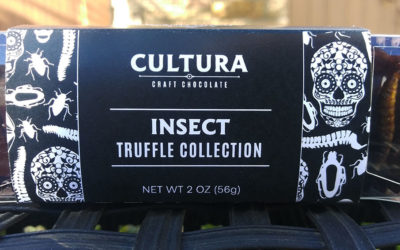 CULTURA
CRAFT CHOCOLATE
INSECT
TRUFFLE COLLECTION
NET WT 2 OZ (56g)